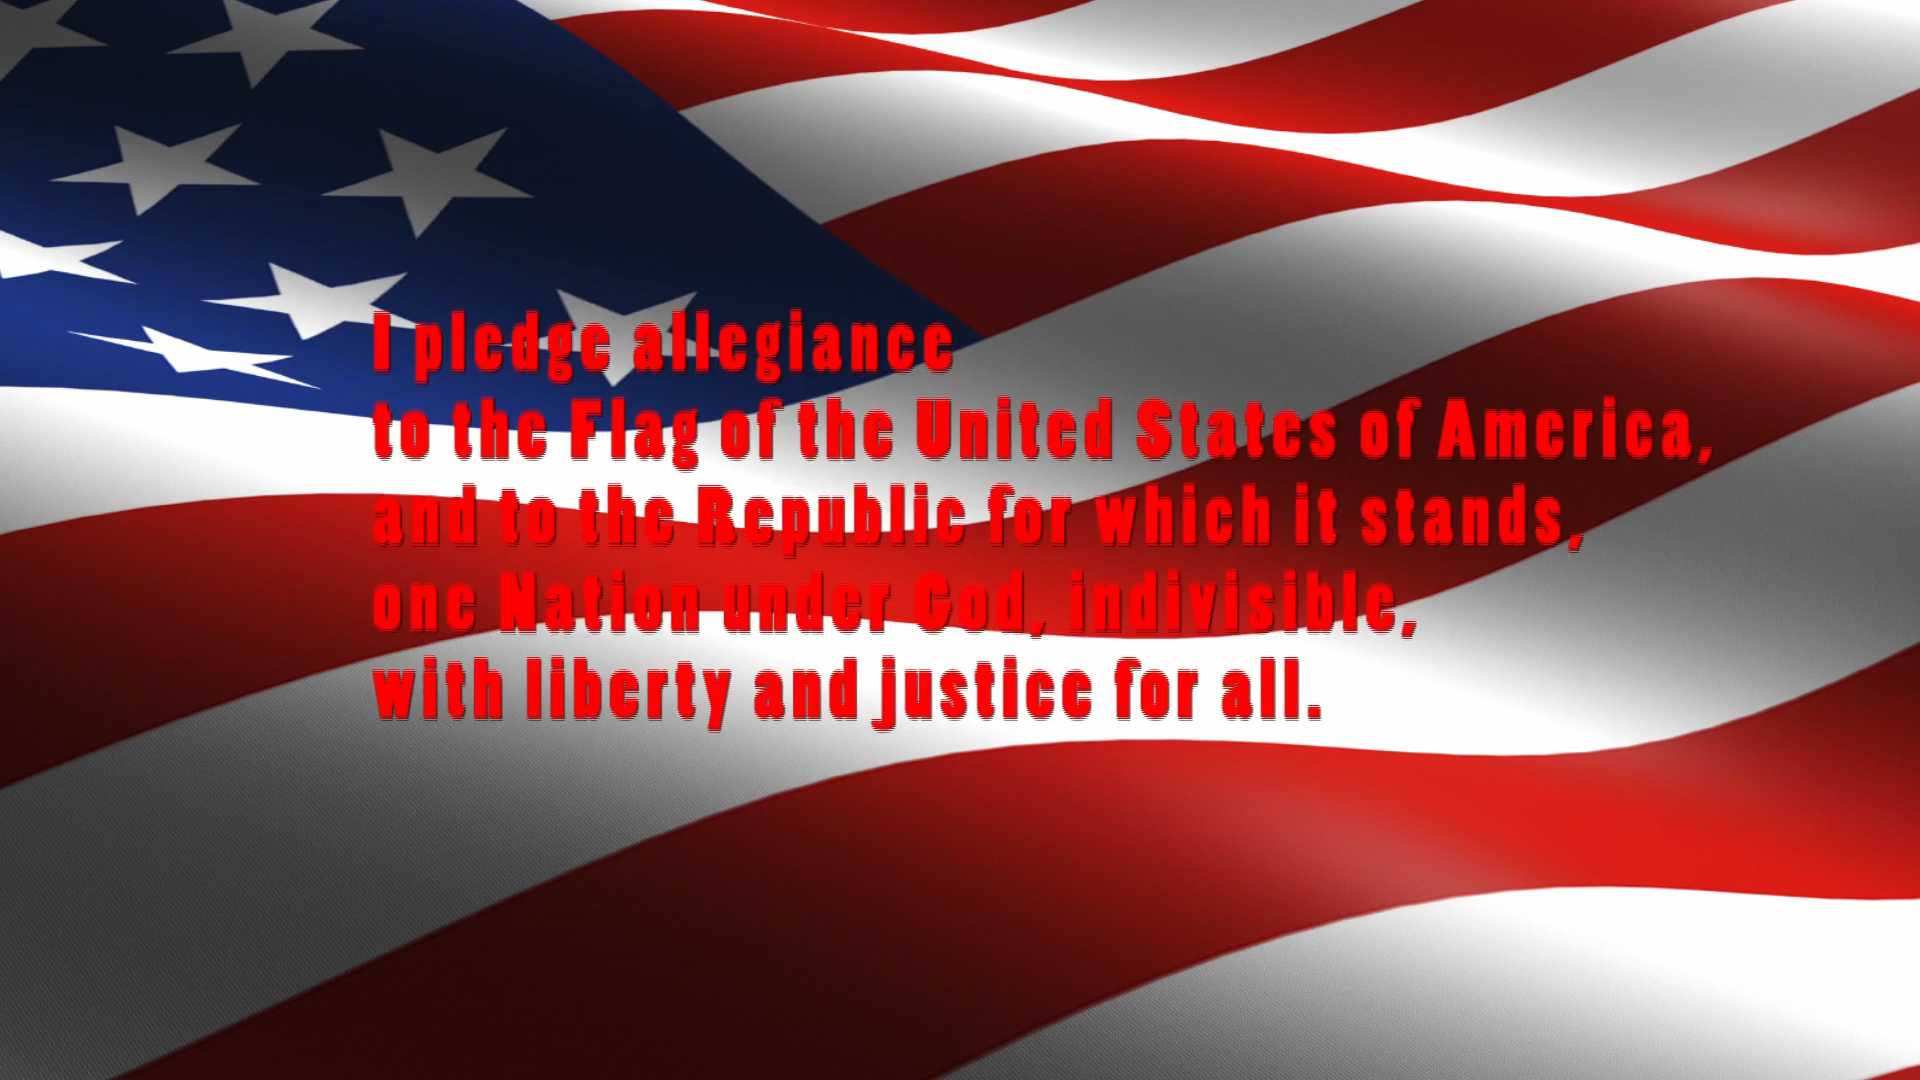 I pledge allegiance
to the Flag of the United States of America,
and to the Republic for which it stands,
one Nation under God, indivisible,
with liberty and justice for all.